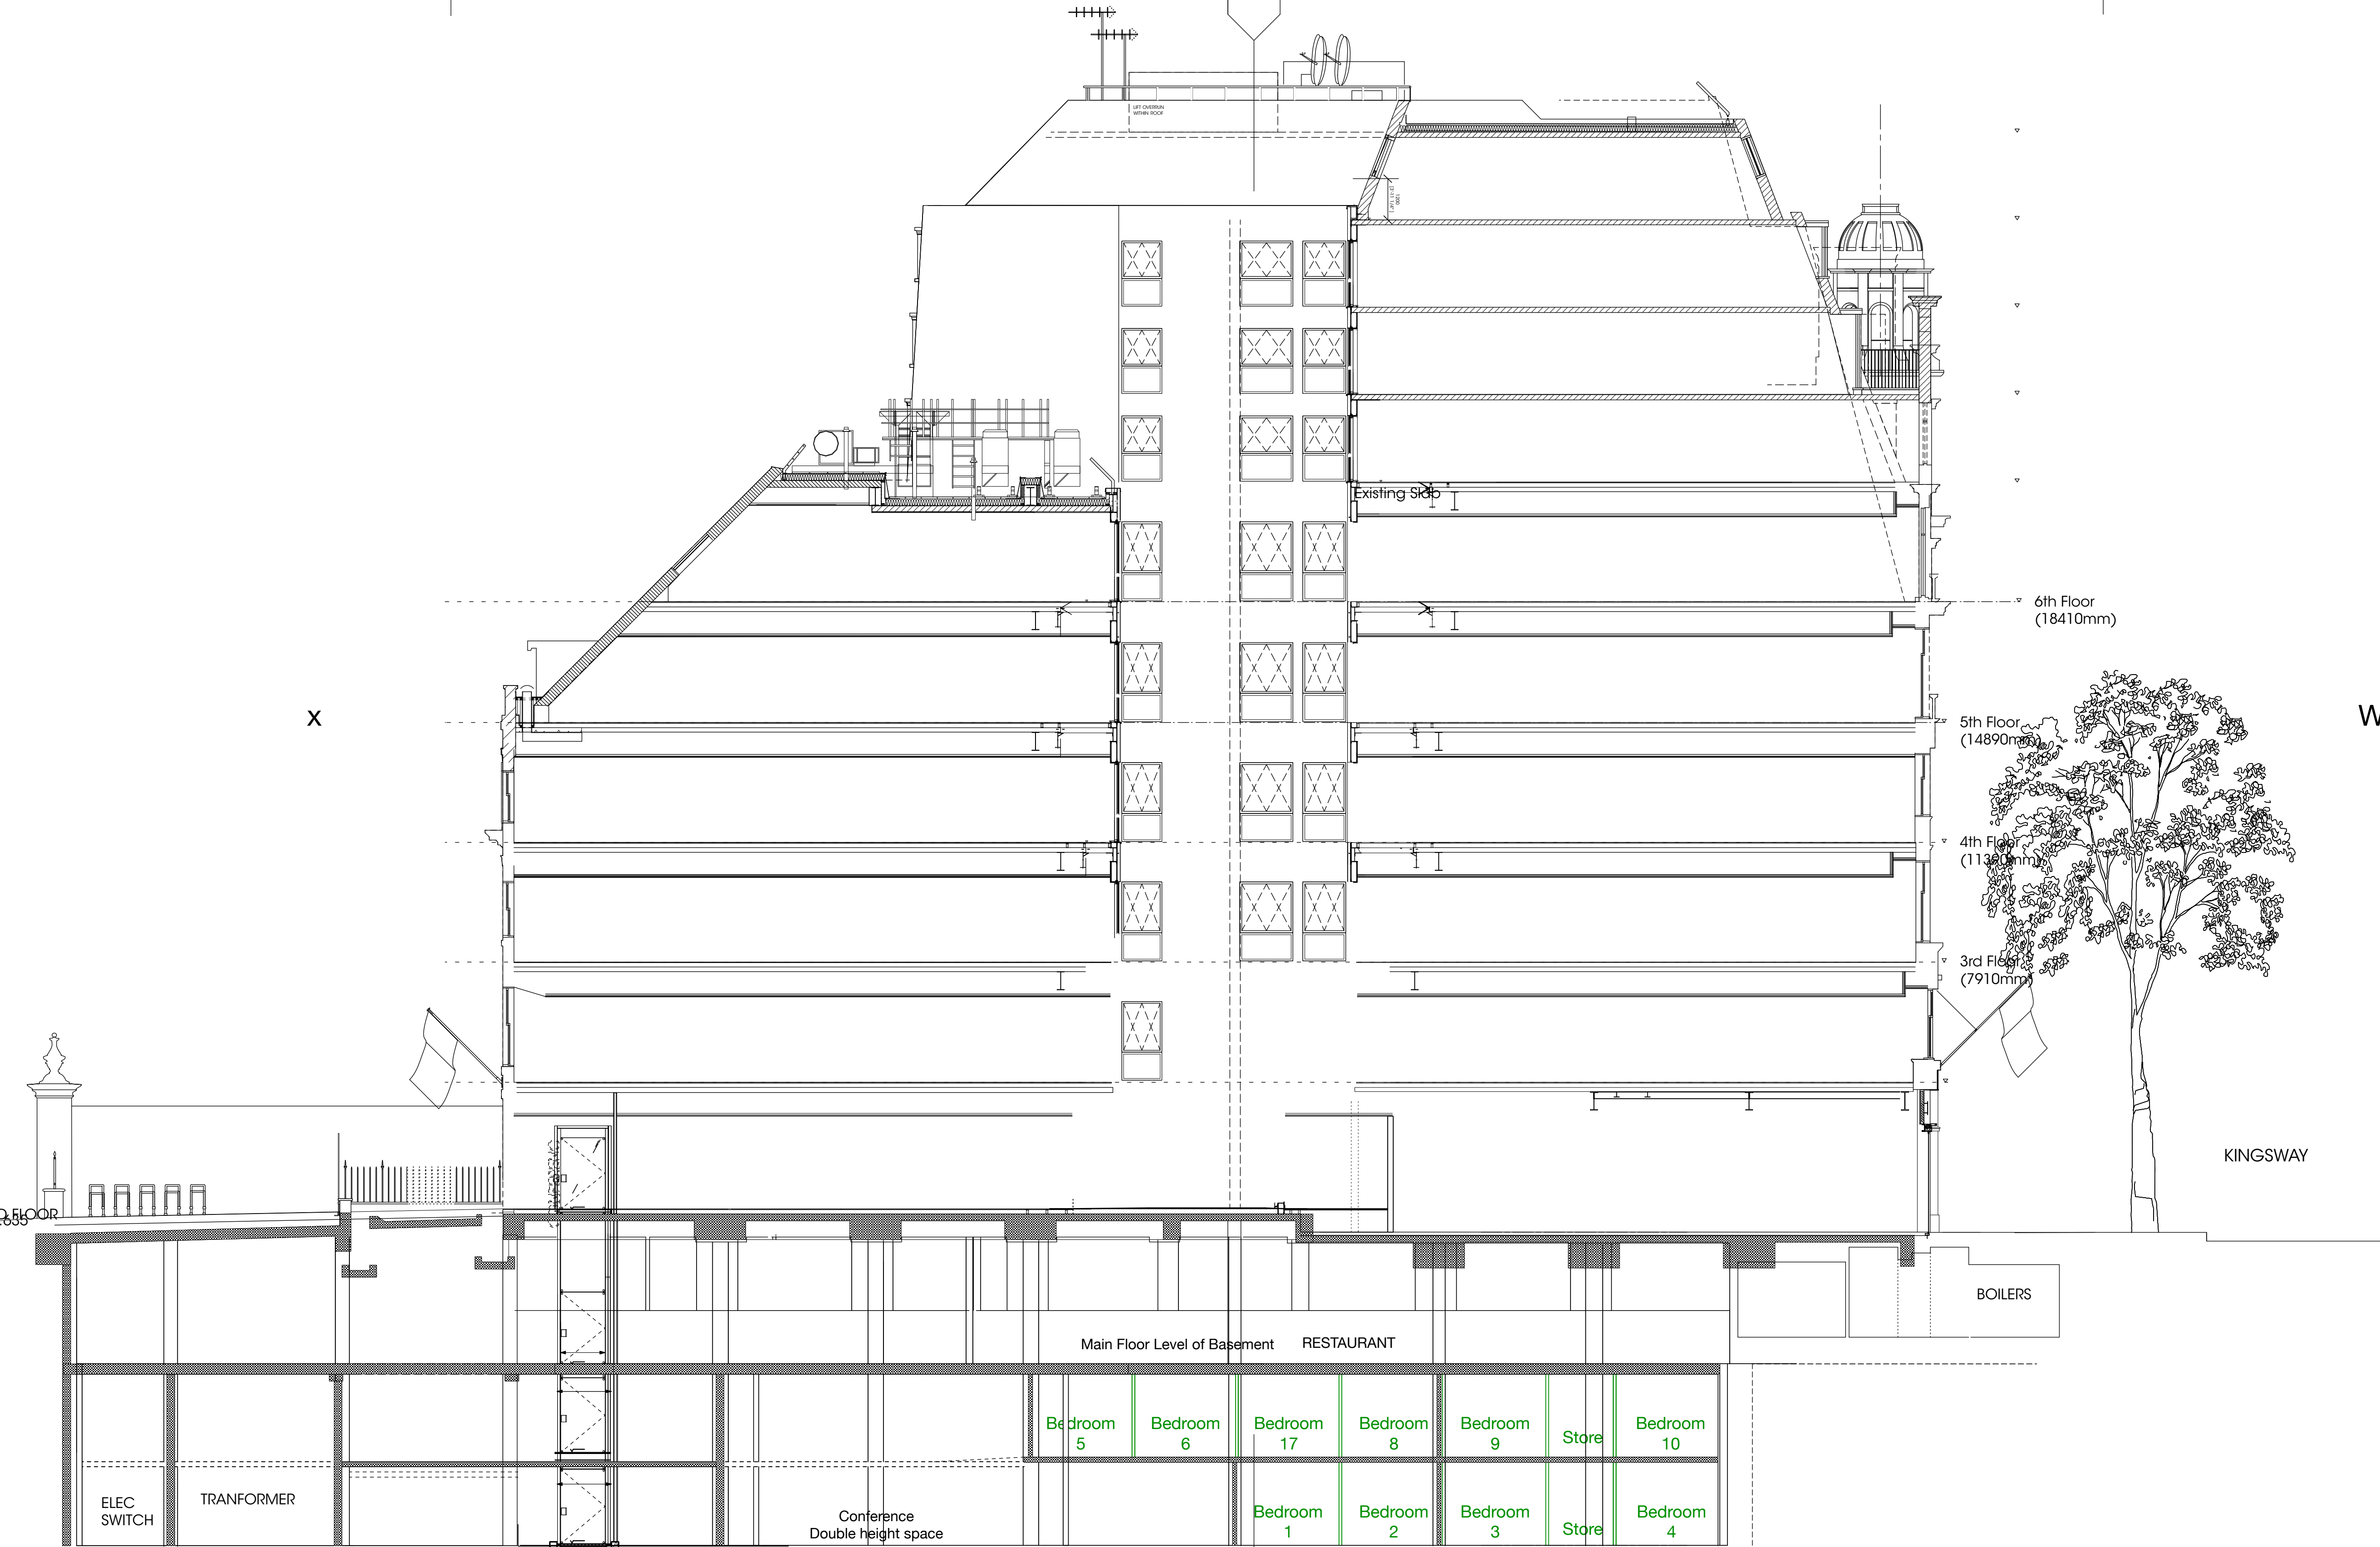 LIFT OVERRUN
WITHIN ROOF
1200
Existing Slab
6th Floor
(18410mm)
x
W
5th Floor
(14890mm)
4th Floor
3rd Floor
(7910mm)
KINGSWAY
FLOOR
BOILERS
Main Floor Level of Basement
RESTAURANT
Bedroom
5
Bedroom
6
Bedroom
17
Bedroom
8
Bedroom
9
Store
Bedroom
10
ELEC
SWITCH
TRANFORMER
Conference
Double height space
Bedroom
1
Bedroom
2
Bedroom
3
Store
Bedroom
4